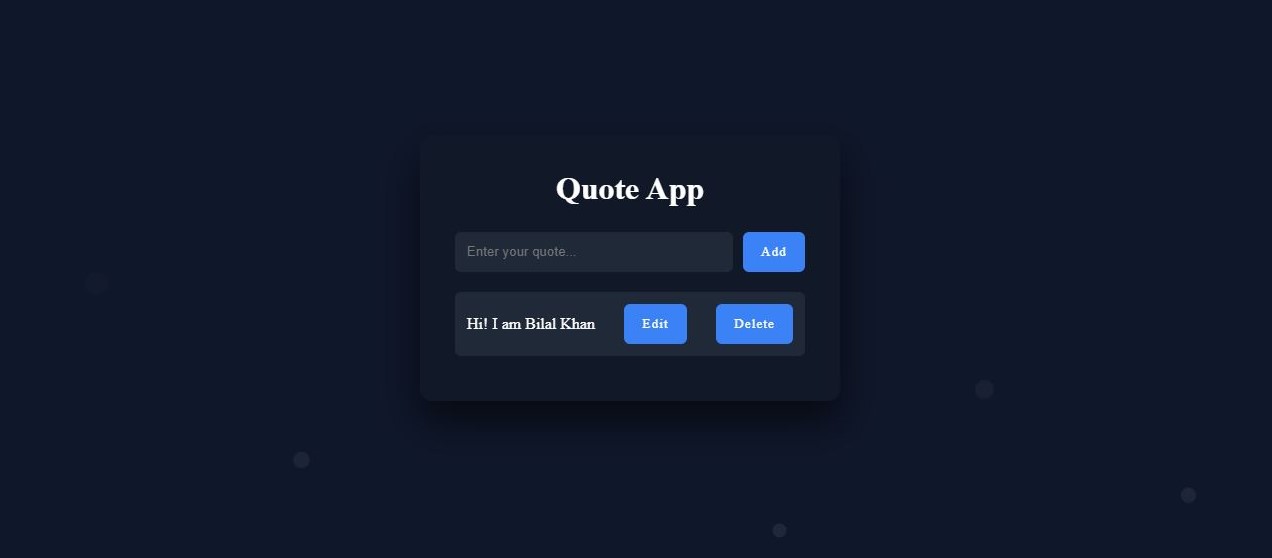 Quote App
Enter your quote...
Add
Hi! I am Bilal Khan
Edit
Delete